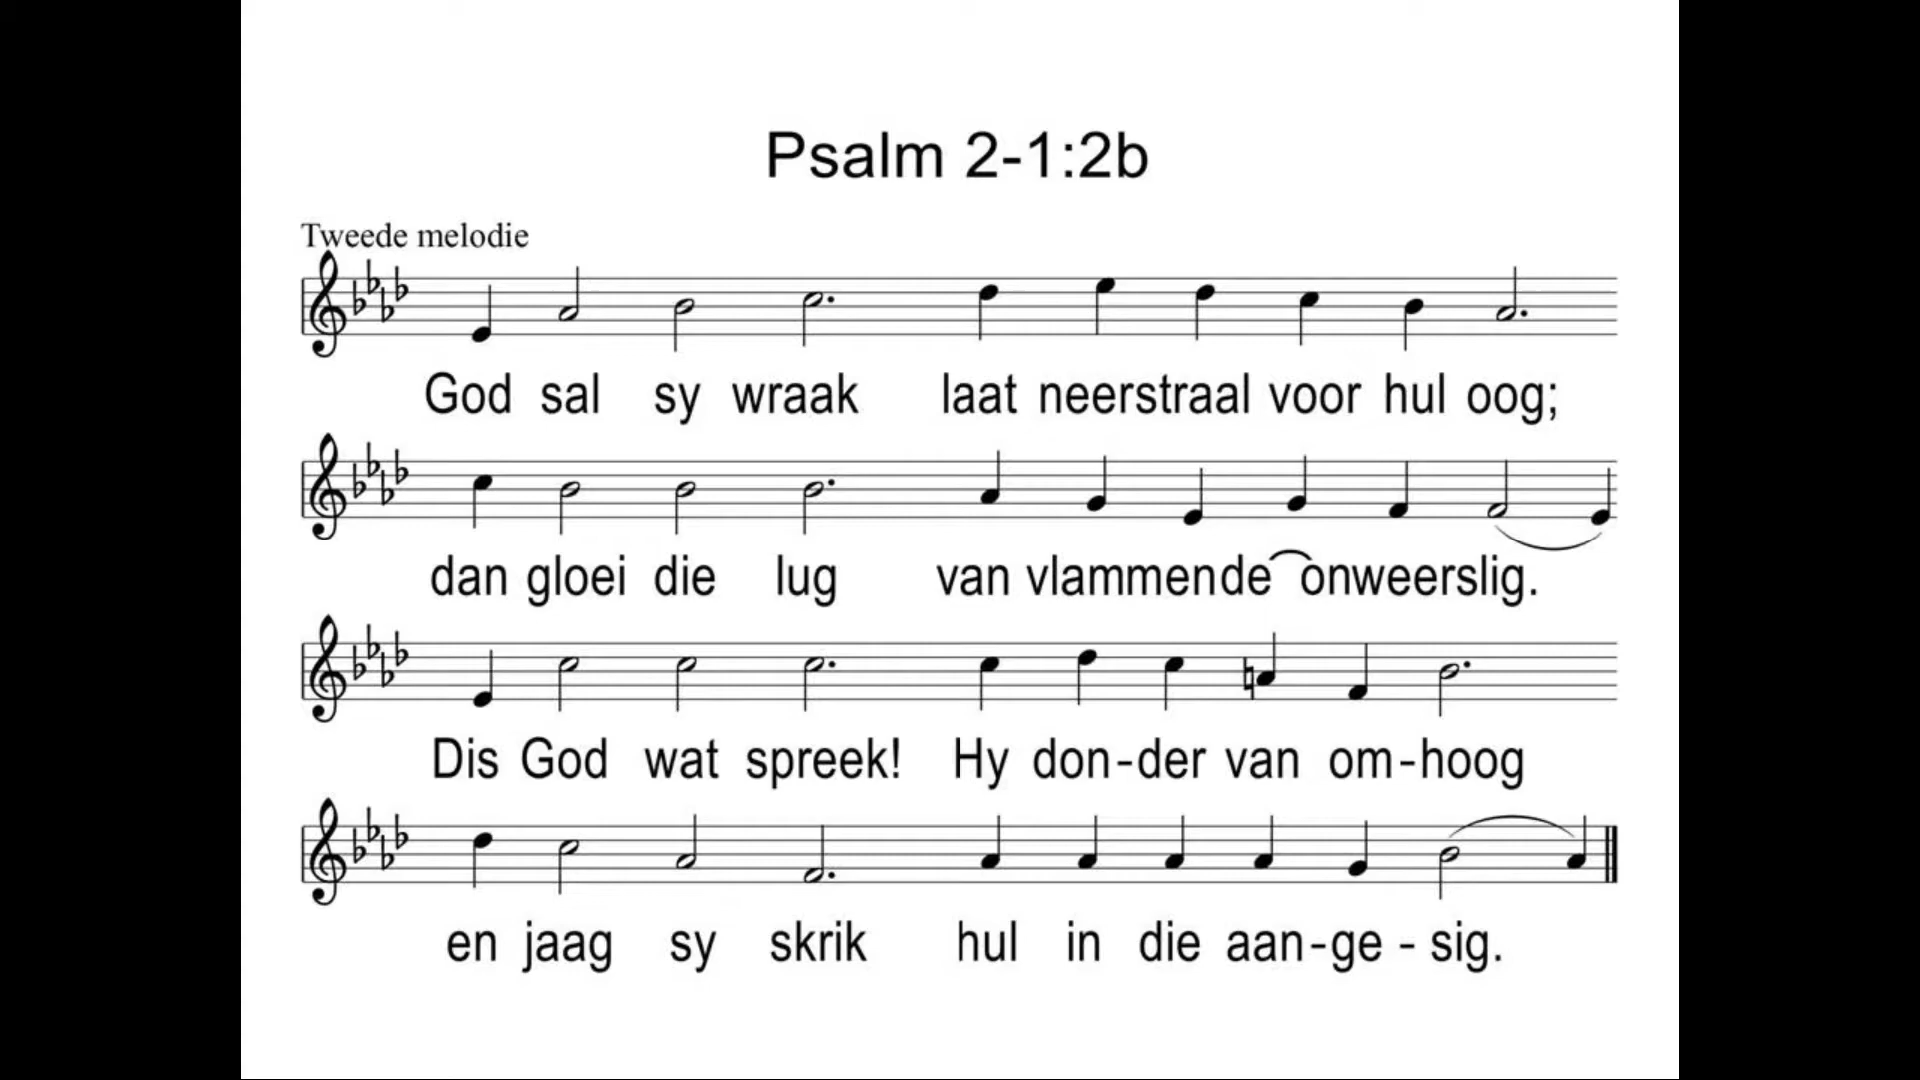 Psalm 2-1:2b
Tweede melodie
God sal sy wraak laat neerstraal voor hul oog;
dan gloei die lug van vlammende onweerslig.
Dis God wat spreek! Hy don-der van om-hoog
en jaag sy skrik hul in die aan-ge - sig.